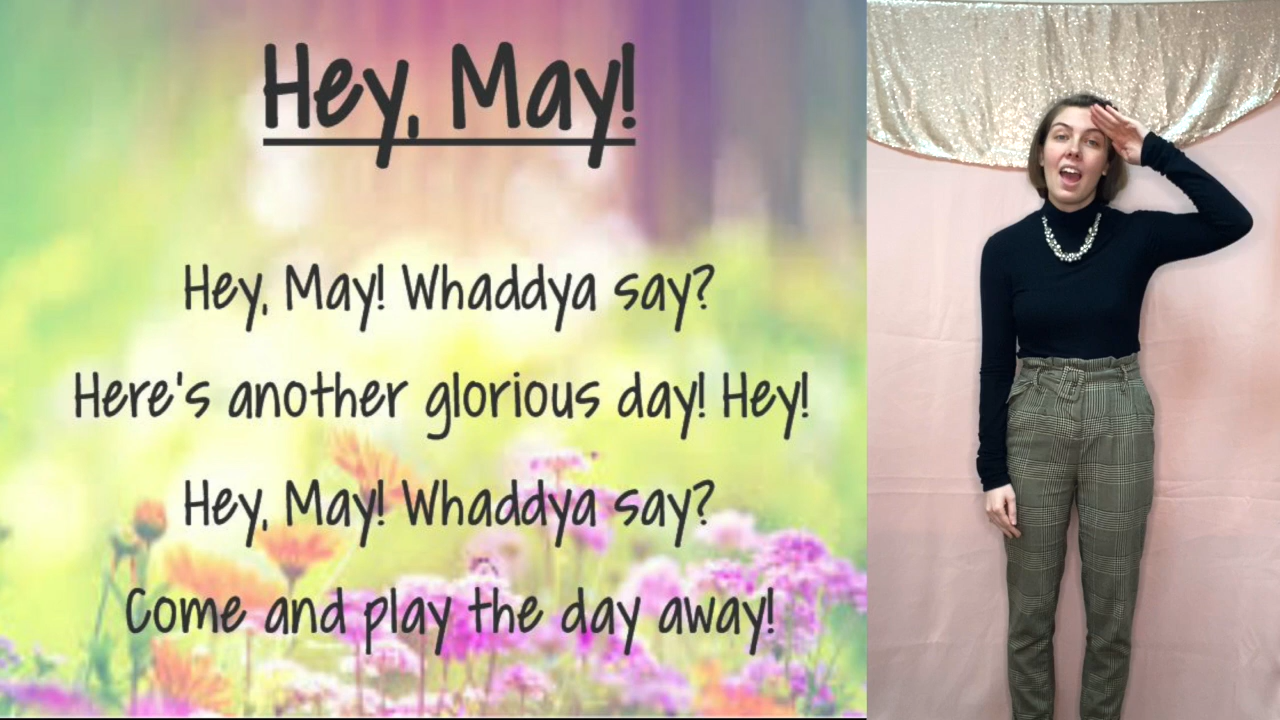 Hey, May!
Hey, May! Whaddya say?
Here's another glorious day! Hey!
Hey, May! Whaddya say?
Come and play the day away!